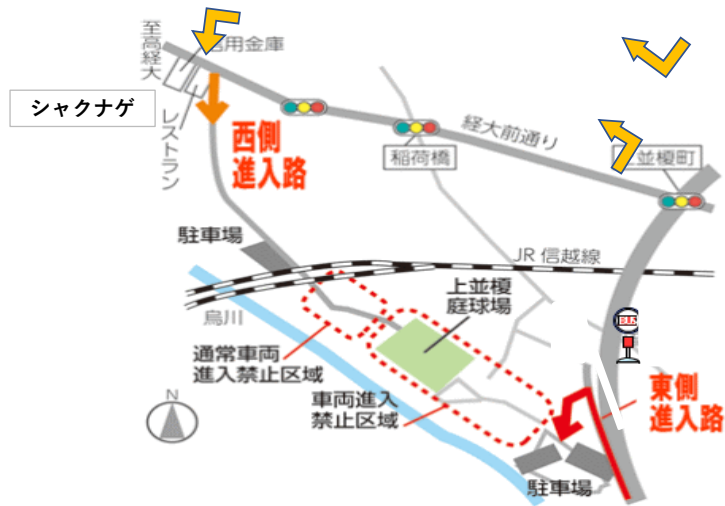 至高経大
信用金庫
シャクナゲ
レストラン
西側
進入路
稲荷橋
経大前通り
上並榎町
駐車場
JR 信越線
上並榎
庭球場
烏川
通常車両
進入禁止区域
車両進入
禁止区域
N
東側
進入路
駐車場